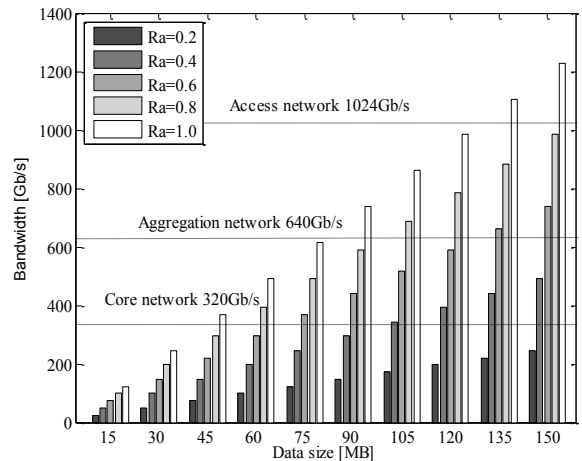 1400
1200
1000
800
600
400
200
0
Bandwidth [Gb/s]
Ra=0.2
Ra=0.4
Ra=0.6
Ra=0.8
Ra=1.0
Access network 1024Gb/s
Aggregation network 640Gb/s
Core network 320Gb/s
15 30 45 60 75 90 105 120 135 150
Data size [MB]